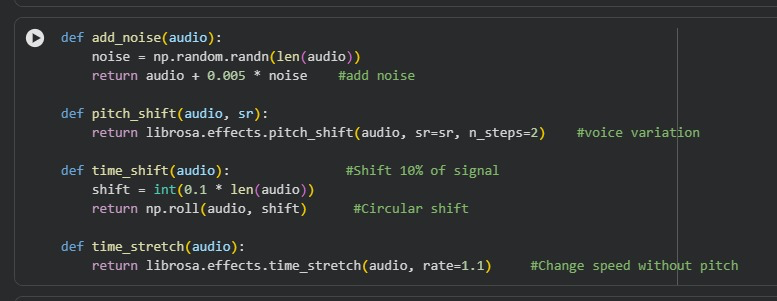 def add_noise(audio):
    noise = np.random.randn(len(audio))
    return audio + 0.005 * noise    #add noise

def pitch_shift(audio, sr):
    return librosa.effects.pitch_shift(audio, sr=sr, n_steps=2)    #voice variation

def time_shift(audio):               #Shift 10% of signal
    shift = int(0.1 * len(audio))
    return np.roll(audio, shift)      #Circular shift

def time_stretch(audio):
    return librosa.effects.time_stretch(audio, rate=1.1)     #Change speed without pitch